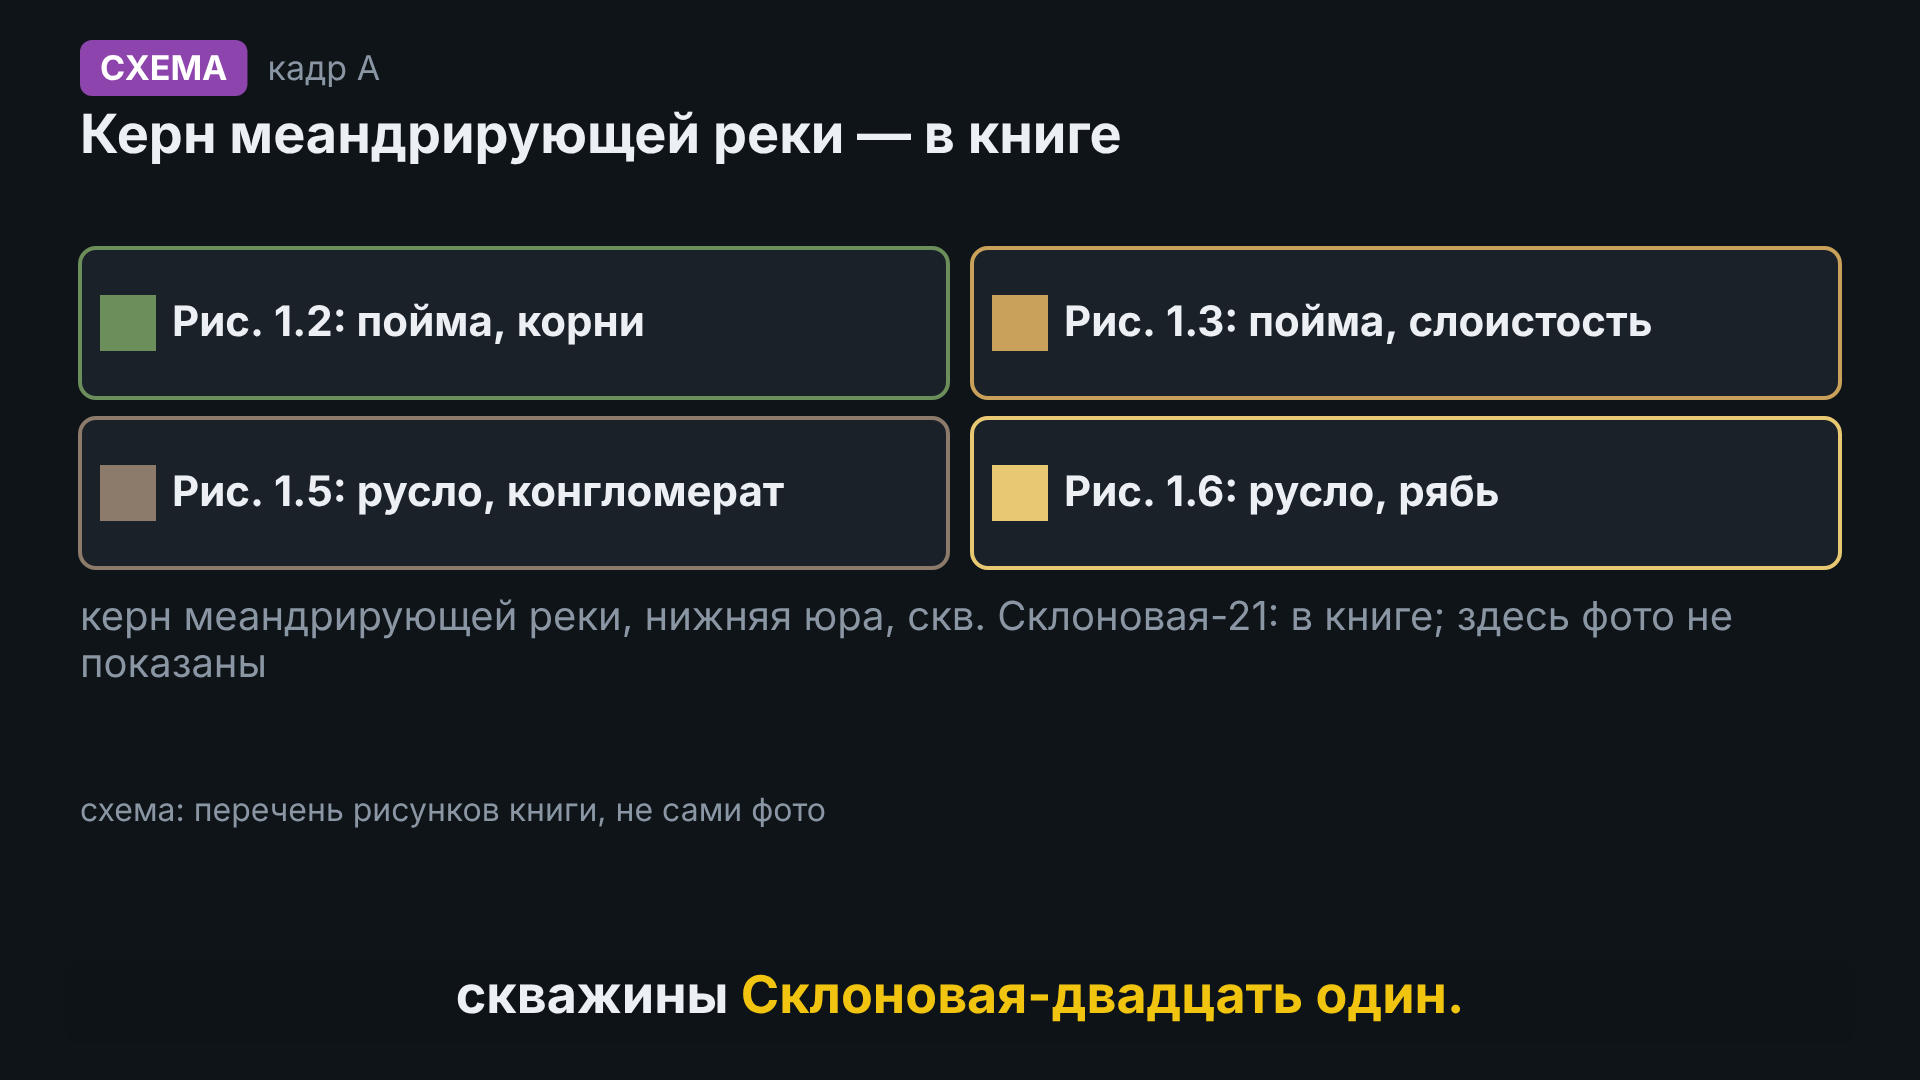 СХЕМА кадр А
Керн меандрирующей реки — в книге
Рис. 1.2: пойма, корни
Рис. 1.3: пойма, слоистость
Рис. 1.5: русло, конгломерат
Рис. 1.6: русло, рябь
керн меандрирующей реки, нижняя юра, скв. Склоновая-21: в книге; здесь фото не
показаны
схема: перечень рисунков книги, не сами фото
скважины Склоновая-двадцать один.